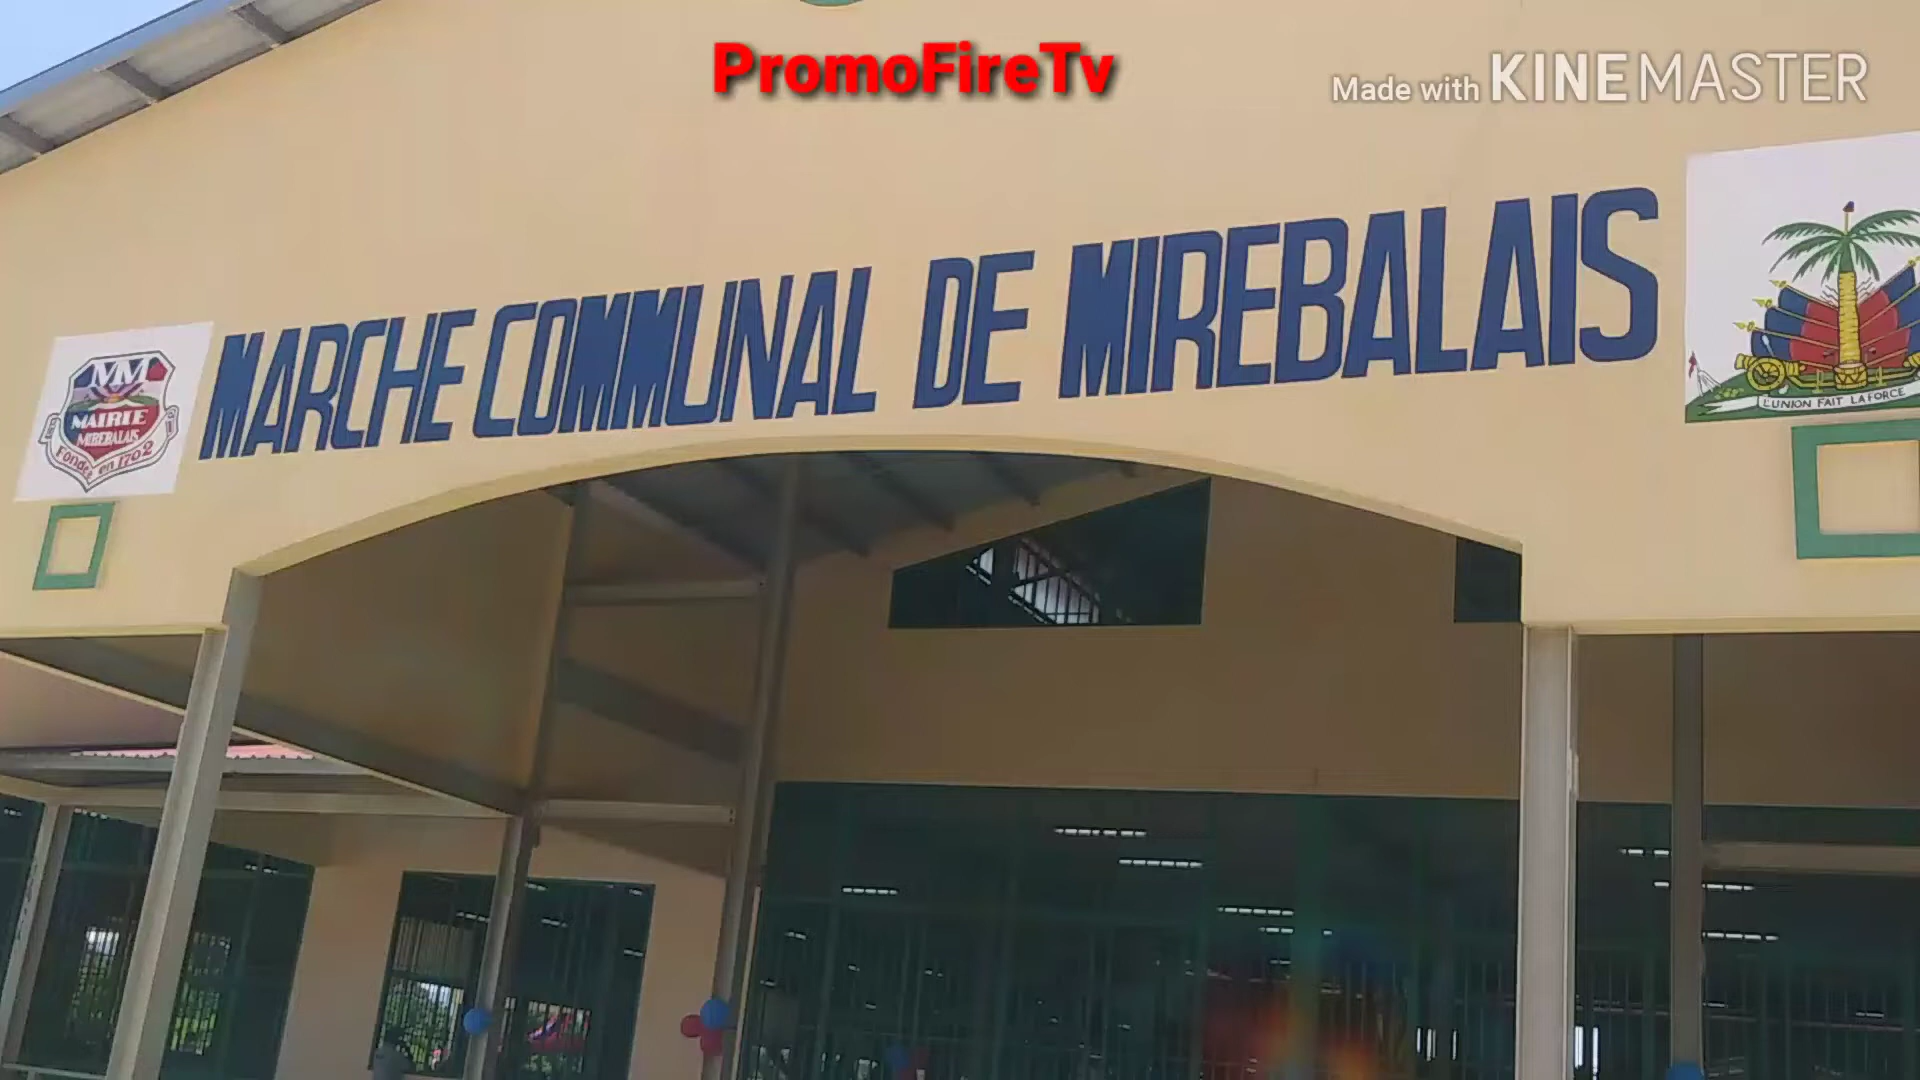 PromoFireTv
Made with KINEMASTER
MARCHE COMMUNAL DE MIREBALAIS
MM
MAIRIE
MIREBALAIS
Fondé en 1702
L'UNION FAIT LA FORCE